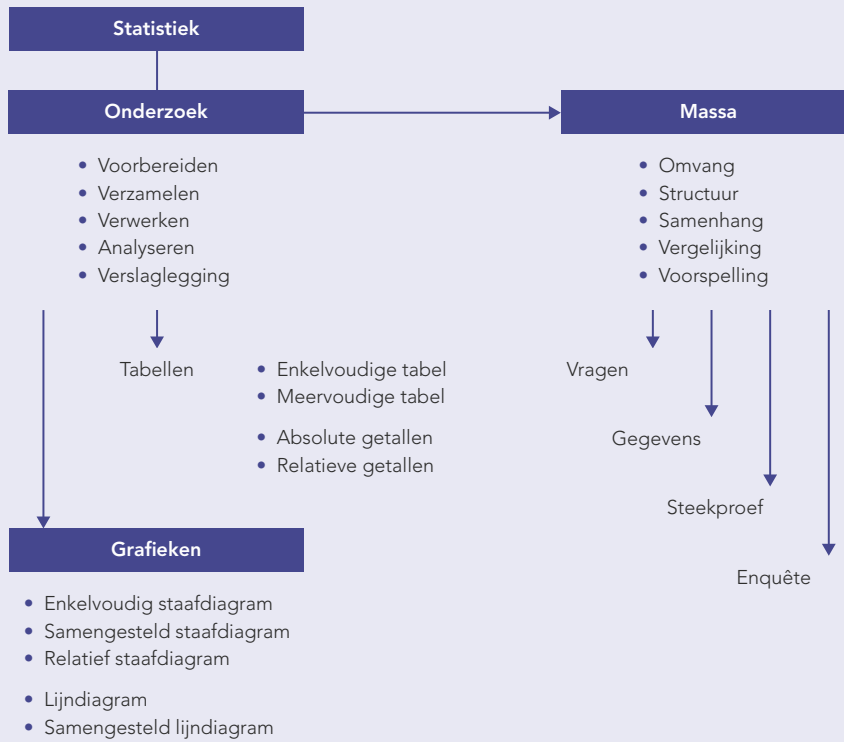 Statistiek
Onderzoek
• Voorbereiden
• Verzamelen
• Verwerken
• Analyseren
• Verslaglegging
Massa
• Omvang
• Structuur
• Samenhang
• Vergelijking
• Voorspelling
Tabellen
• Enkelvoudige tabel
• Meervoudige tabel
• Absolute getallen
• Relatieve getallen
Vragen
Gegevens
Steekproef
Enquête
Grafieken
• Enkelvoudig staafdiagram
• Samengesteld staafdiagram
• Relatief staafdiagram
• Lijndiagram
• Samengesteld lijndiagram